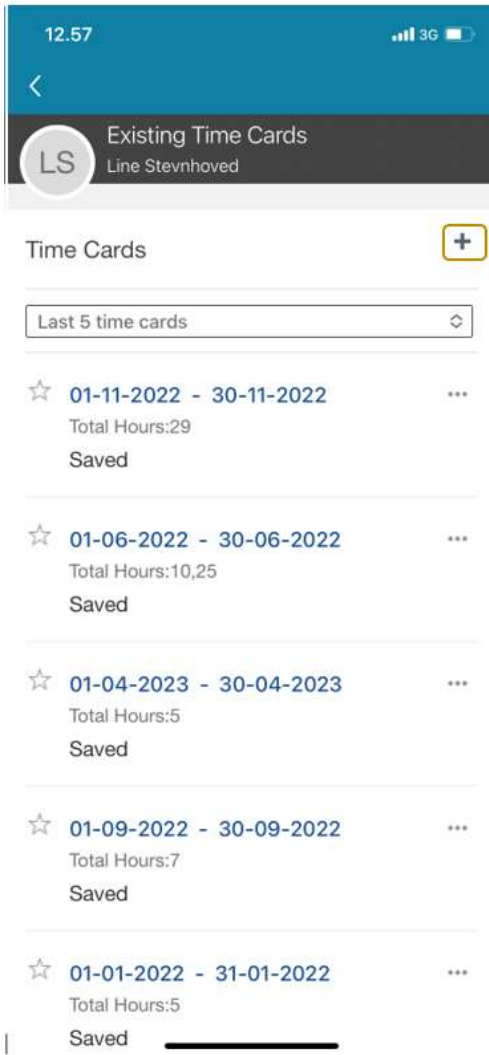 12.57
3G
Existing Time Cards
LS
Line Stevnhoved
Time Cards
+
Last 5 time cards
01-11-2022 - 30-11-2022
Total Hours:29
Saved
01-06-2022 - 30-06-2022
Total Hours:10,25
Saved
01-04-2023 - 30-04-2023
Total Hours:5
Saved
01-09-2022 - 30-09-2022
Total Hours:7
Saved
01-01-2022 - 31-01-2022
Total Hours:5
Saved